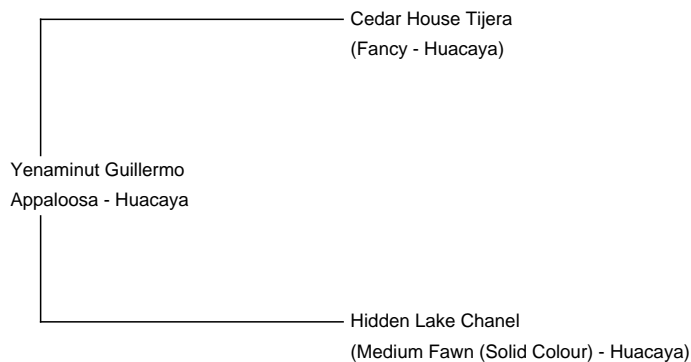 Cedar House Tijera
(Fancy - Huacaya)
Yenaminut Guillermo
Appaloosa - Huacaya
Hidden Lake Chanel
(Medium Fawn (Solid Colour) - Huacaya)